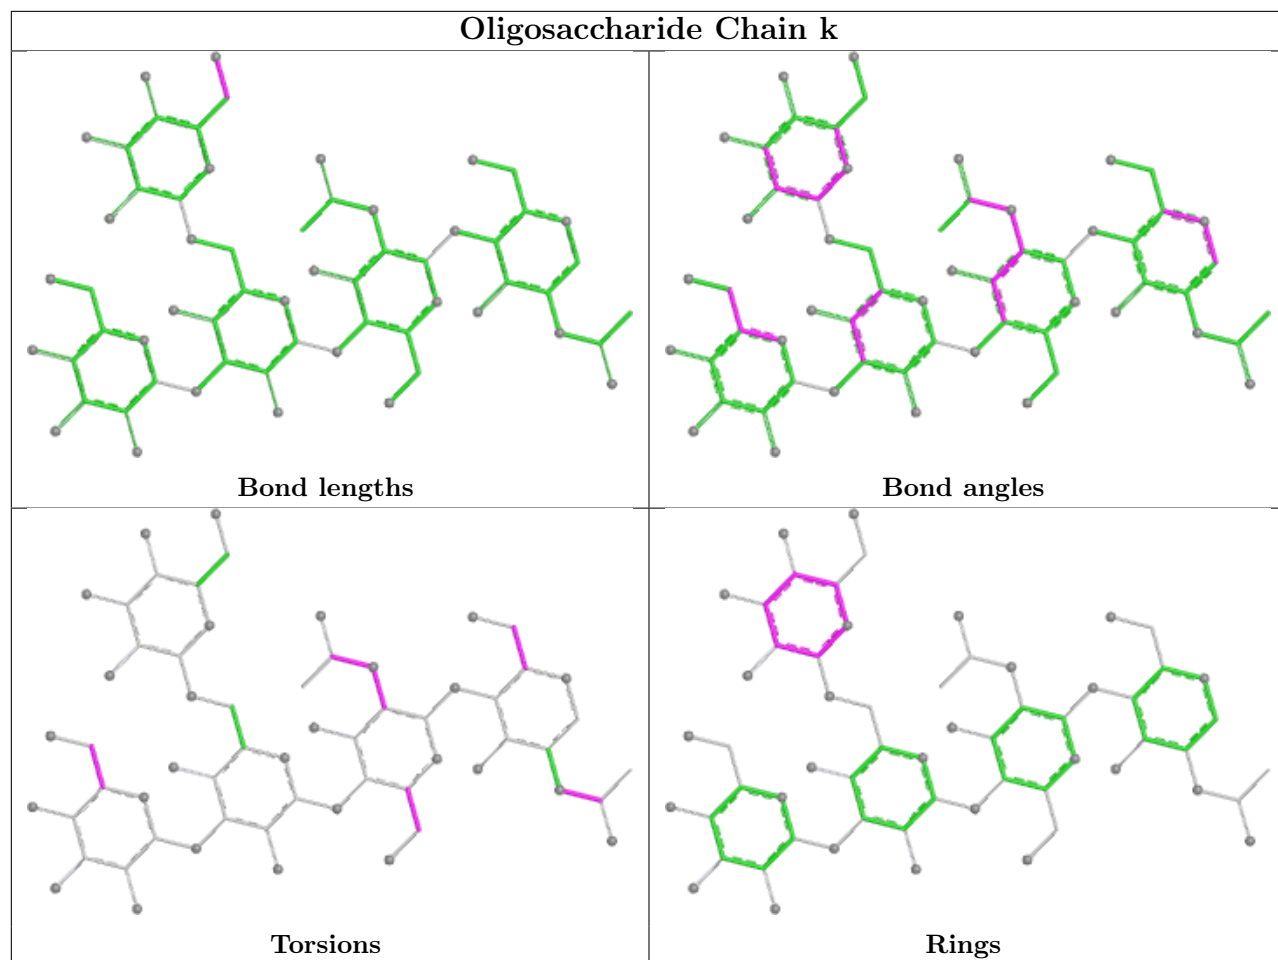 Oligosaccharide Chain k
Bond lengths
Bond angles
Torsions
Rings